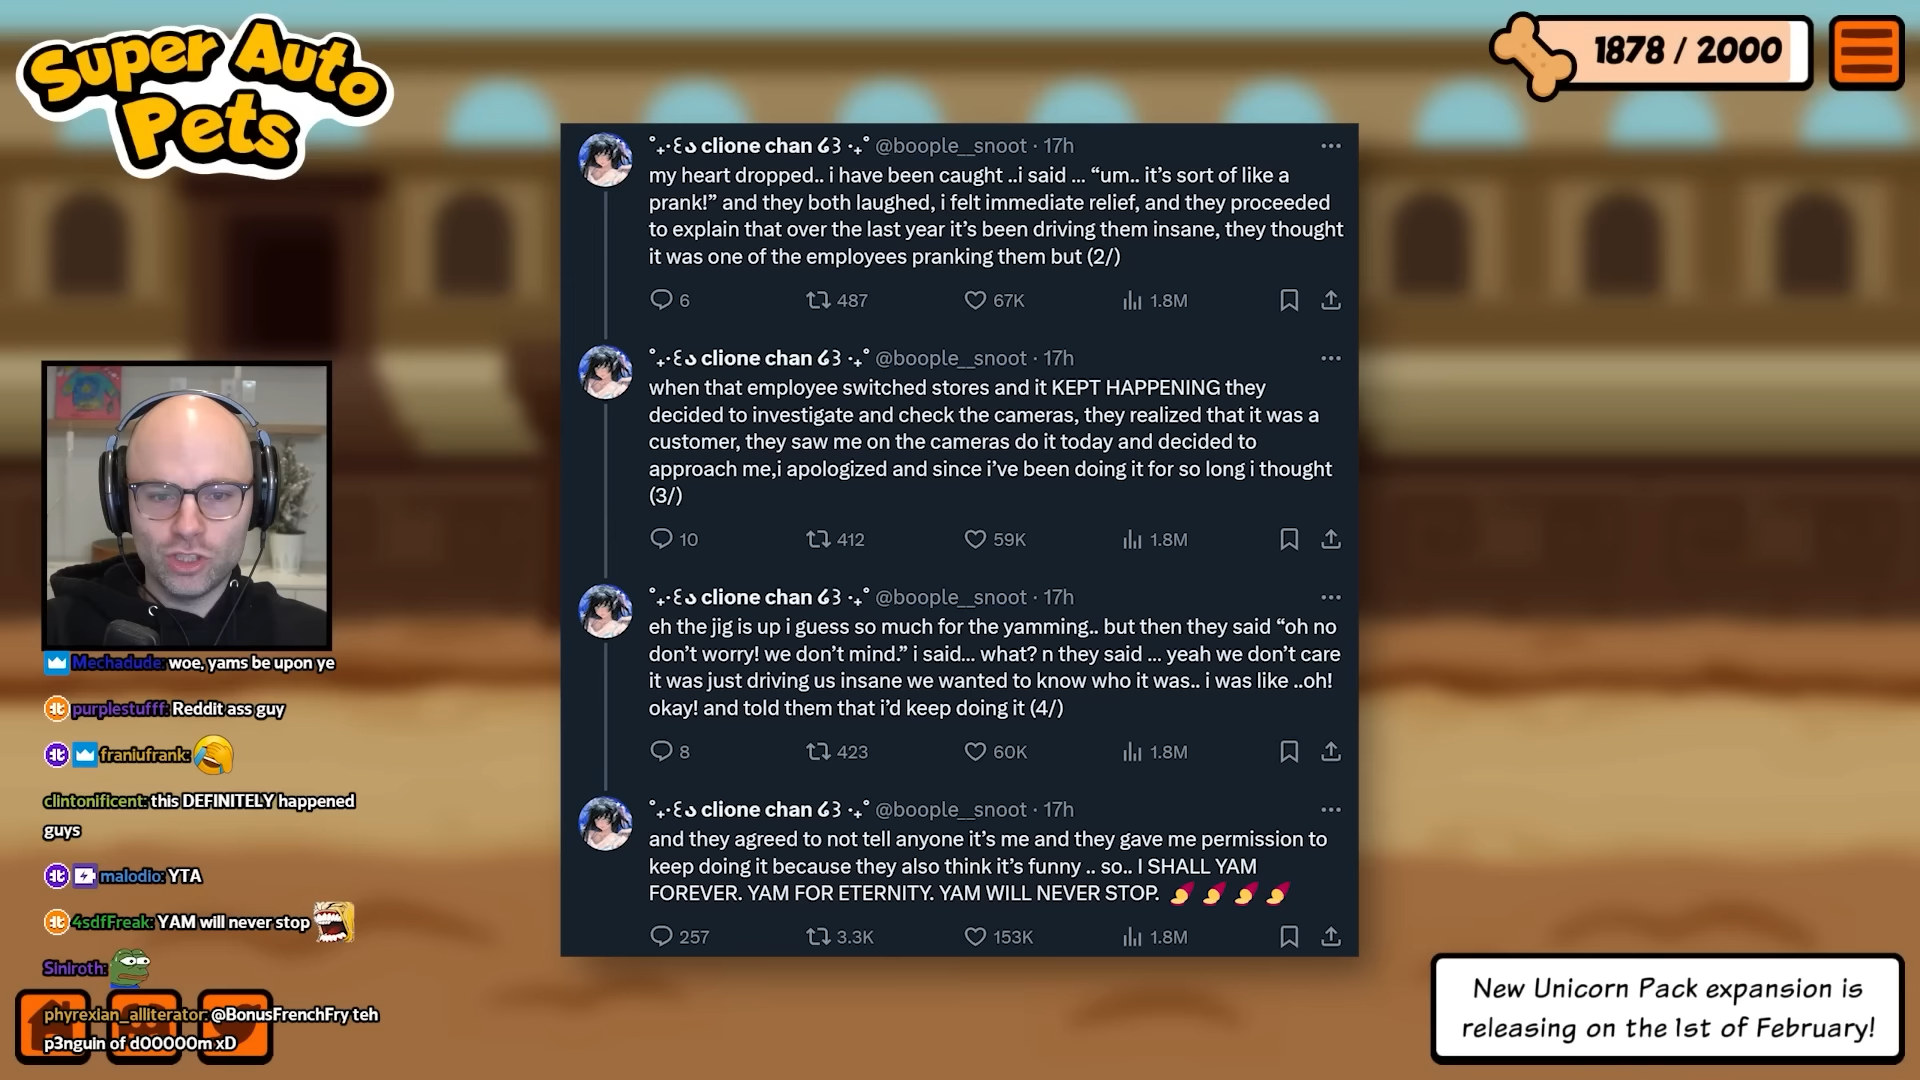 Super Auto
Pets
1878 / 2000
clione chan @boople__snoot · 17h
my heart dropped.. i have been caught ..i said ... “um.. it’s sort of like a
prank!” and they both laughed, i felt immediate relief, and they proceeded
to explain that over the last year it’s been driving them insane, they thought
it was one of the employees pranking them but (2/)
6 487 67K 1.8M
clione chan @boople__snoot · 17h
when that employee switched stores and it KEPT HAPPENING they
decided to investigate and check the cameras, they realized that it was a
customer, they saw me on the cameras do it today and decided to
approach me,i apologized and since i’ve been doing it for so long i thought
(3/)
10 412 59K 1.8M
clione chan @boople__snoot · 17h
eh the jig is up i guess so much for the yamming.. but then they said “oh no
don’t worry! we don’t mind.” i said... what? n they said ... yeah we don’t care
it was just driving us insane we wanted to know who it was.. i was like ..oh!
okay! and told them that i’d keep doing it (4/)
8 423 60K 1.8M
clione chan @boople__snoot · 17h
and they agreed to not tell anyone it’s me and they gave me permission to
keep doing it because they also think it’s funny .. so.. I SHALL YAM
FOREVER. YAM FOR ETERNITY. YAM WILL NEVER STOP. 🍠🍠🍠🍠
257 3.3K 153K 1.8M
Mechadude: woe, yams be upon ye
purplestufff: Reddit ass guy
franiufrank:
clintonificent: this DEFINITELY happened
guys
malodio: YTA
4sdfFreak: YAM will never stop
Sinlroth:
phyrexian_alliterator: @BonusFrenchFry teh
p3nguin of d00000m xD
New Unicorn Pack expansion is
releasing on the 1st of February!